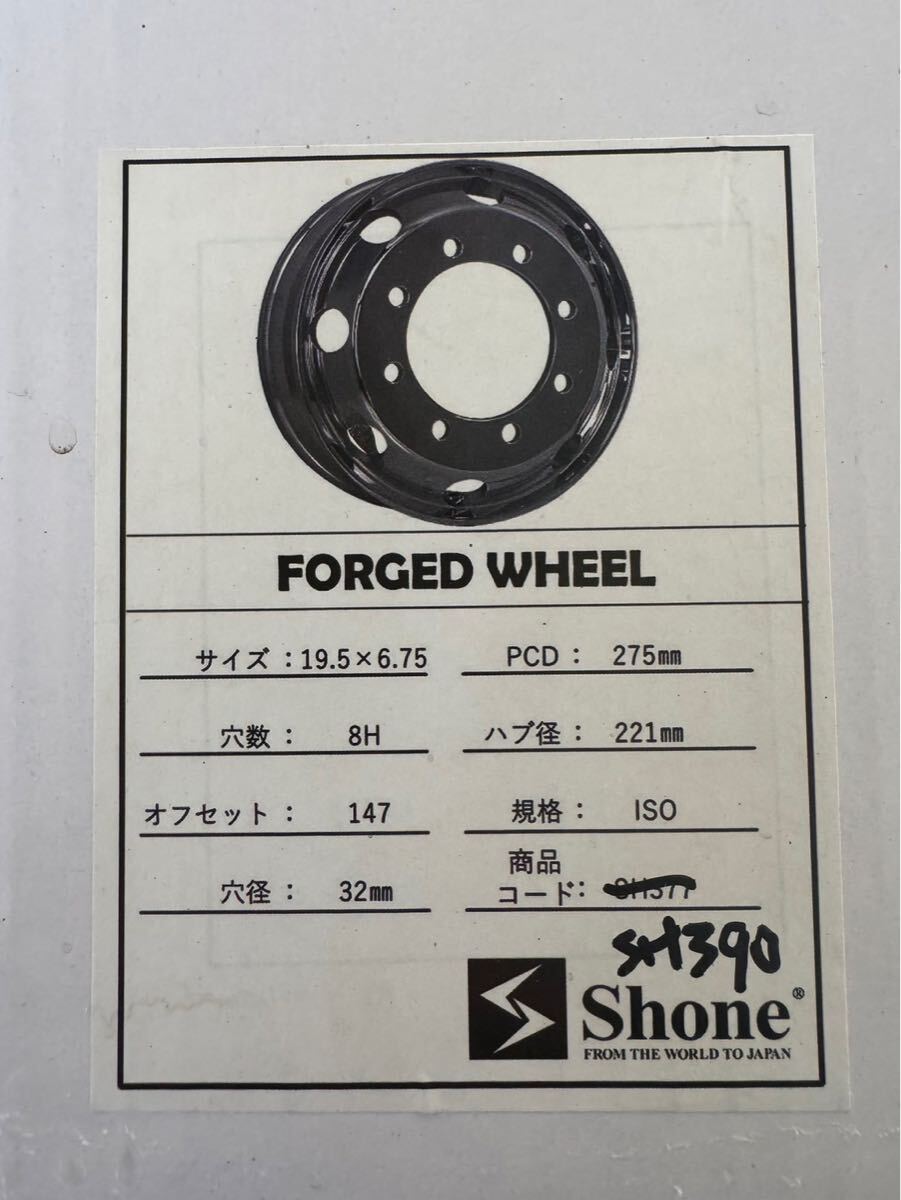 FORGED WHEEL
サイズ：19.5×6.75
PCD： 275㎜
穴数： 8H
ハブ径： 221㎜
オフセット： 147
規格： ISO
穴径： 32㎜
商品
コード: SH377
SH390
Shone®
FROM THE WORLD TO JAPAN